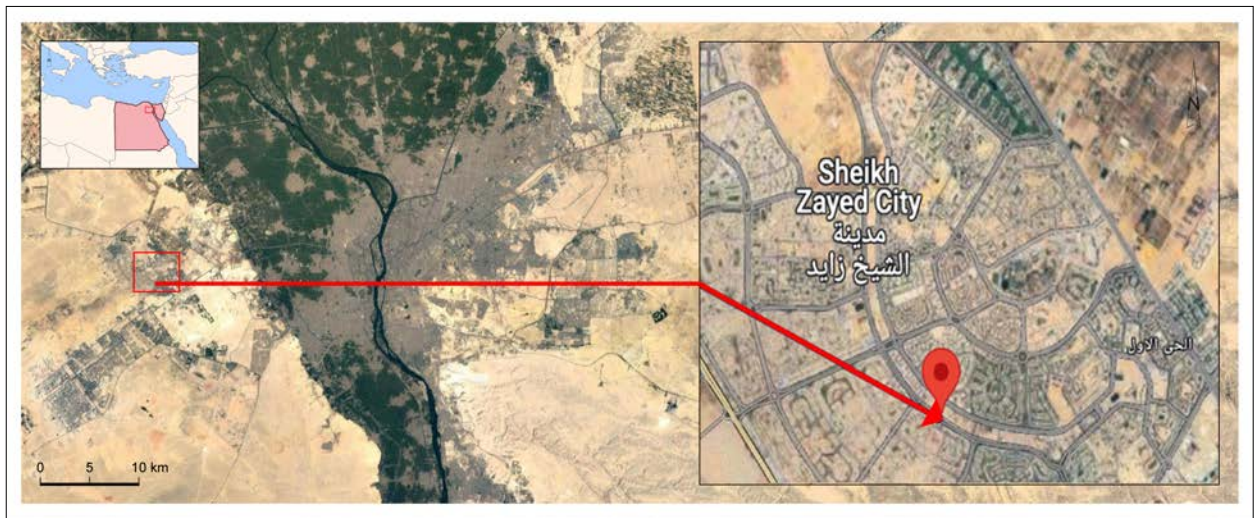 Sheikh
Zayed City
مدينة
الشيخ زايد
الحي الاول
N
0 5 10 km